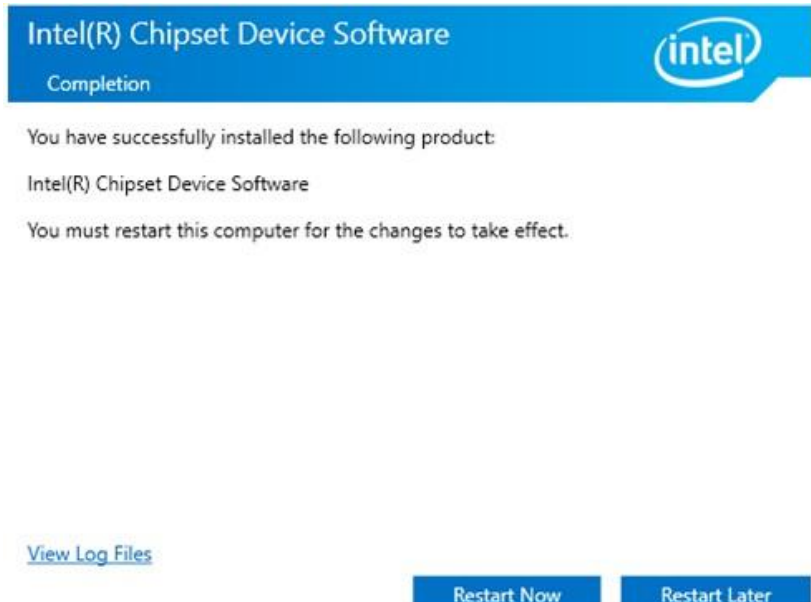 Intel(R) Chipset Device Software
intel
Completion
You have successfully installed the following product:
Intel(R) Chipset Device Software
You must restart this computer for the changes to take effect.
View Log Files
Restart Now
Restart Later